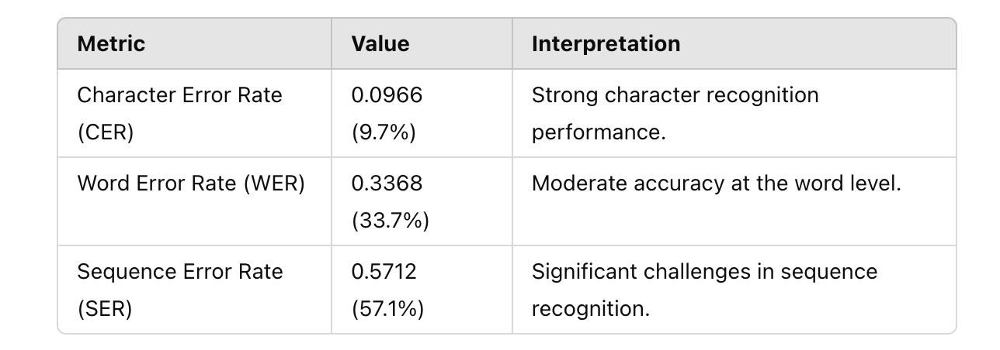 Metric Value Interpretation
Character Error Rate 0.0966 Strong character recognition
(CER) (9.7%) performance.
Word Error Rate (WER) 0.3368 Moderate accuracy at the word level.
(33.7%)
Sequence Error Rate 0.5712 Significant challenges in sequence
(SER) (57.1%) recognition.